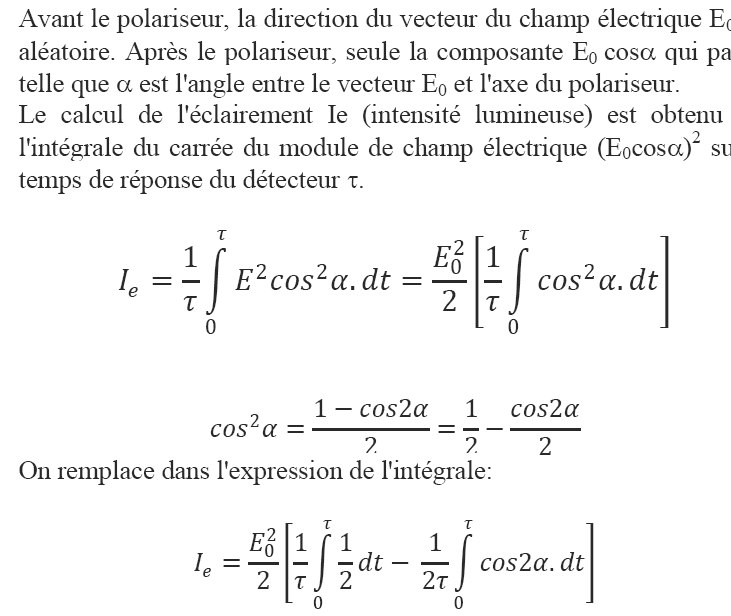 Avant le polariseur, la direction du vecteur du champ électrique E₀
aléatoire. Après le polariseur, seule la composante E₀ cosα qui
telle que α est l'angle entre le vecteur E₀ et l'axe du polariseur.
Le calcul de l'éclairement Ie (intensité lumineuse) est obtenu
l'intégrale du carrée du module de champ électrique (E₀cosα)²
temps de réponse du détecteur τ.
Iₑ = 1/τ ∫₀^τ E²cos²α.dt = E₀²/2 [1/τ ∫₀^τ cos²α.dt]
cos²α = (1 − cos2α)/2 = 1/2 − cos2α/2
On remplace dans l'expression de l'intégrale:
Iₑ = E₀²/2 [1/τ ∫₀^τ 1/2 dt − 1/2τ ∫₀^τ cos2α.dt]